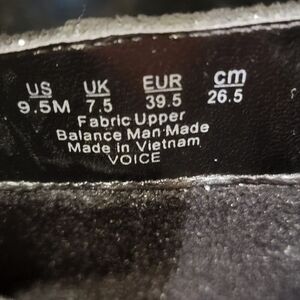 US UK EUR cm
9.5M 7.5 39.5 26.5
Fabric Upper
Balance Man Made
Made in Vietnam
VOICE